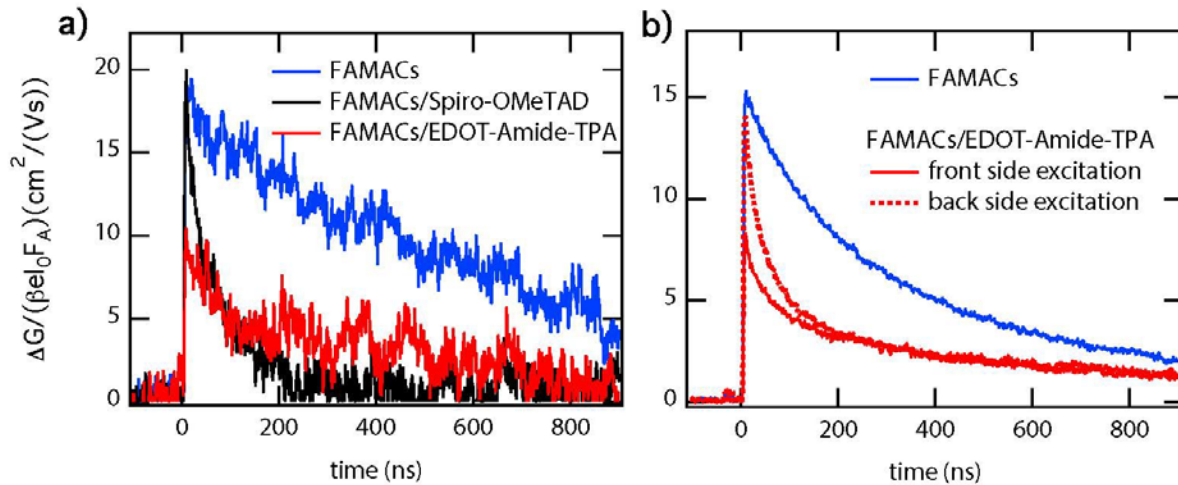 a)
20
15
10
5
0
ΔG/(βeI₀F_A)(cm²/(Vs))
FAMACs
FAMACs/Spiro-OMeTAD
FAMACs/EDOT-Amide-TPA
0 200 400 600 800
time (ns)
b)
15
10
5
0
FAMACs
FAMACs/EDOT-Amide-TPA
front side excitation
back side excitation
0 200 400 600 800
time (ns)